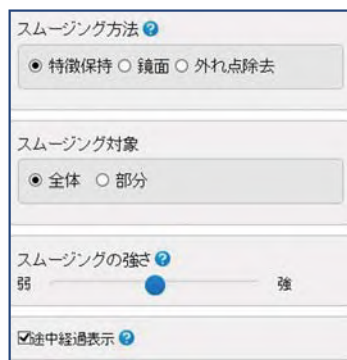 スムージング方法 ?
特徴保持 鏡面 外れ点除去
スムージング対象
全体 部分
スムージングの強さ ?
弱 強
途中経過表示 ?